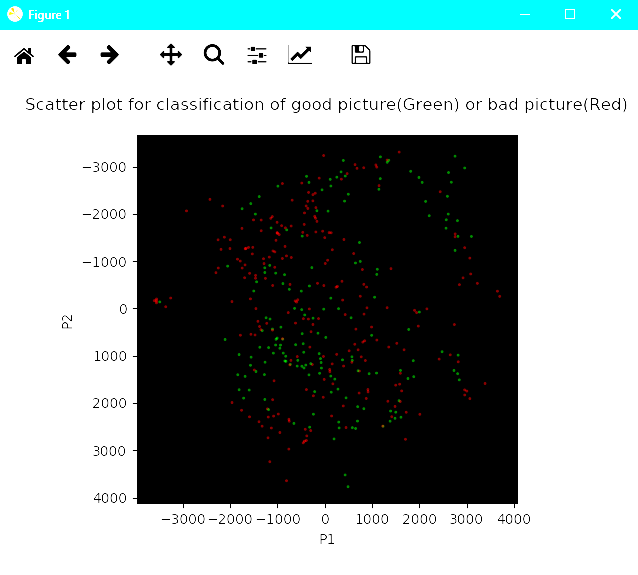 Figure 1
Scatter plot for classification of good picture(Green) or bad picture(Red)
−3000
−2000
−1000
0
1000
2000
3000
4000
P2
−3000 −2000 −1000 0 1000 2000 3000 4000
P1